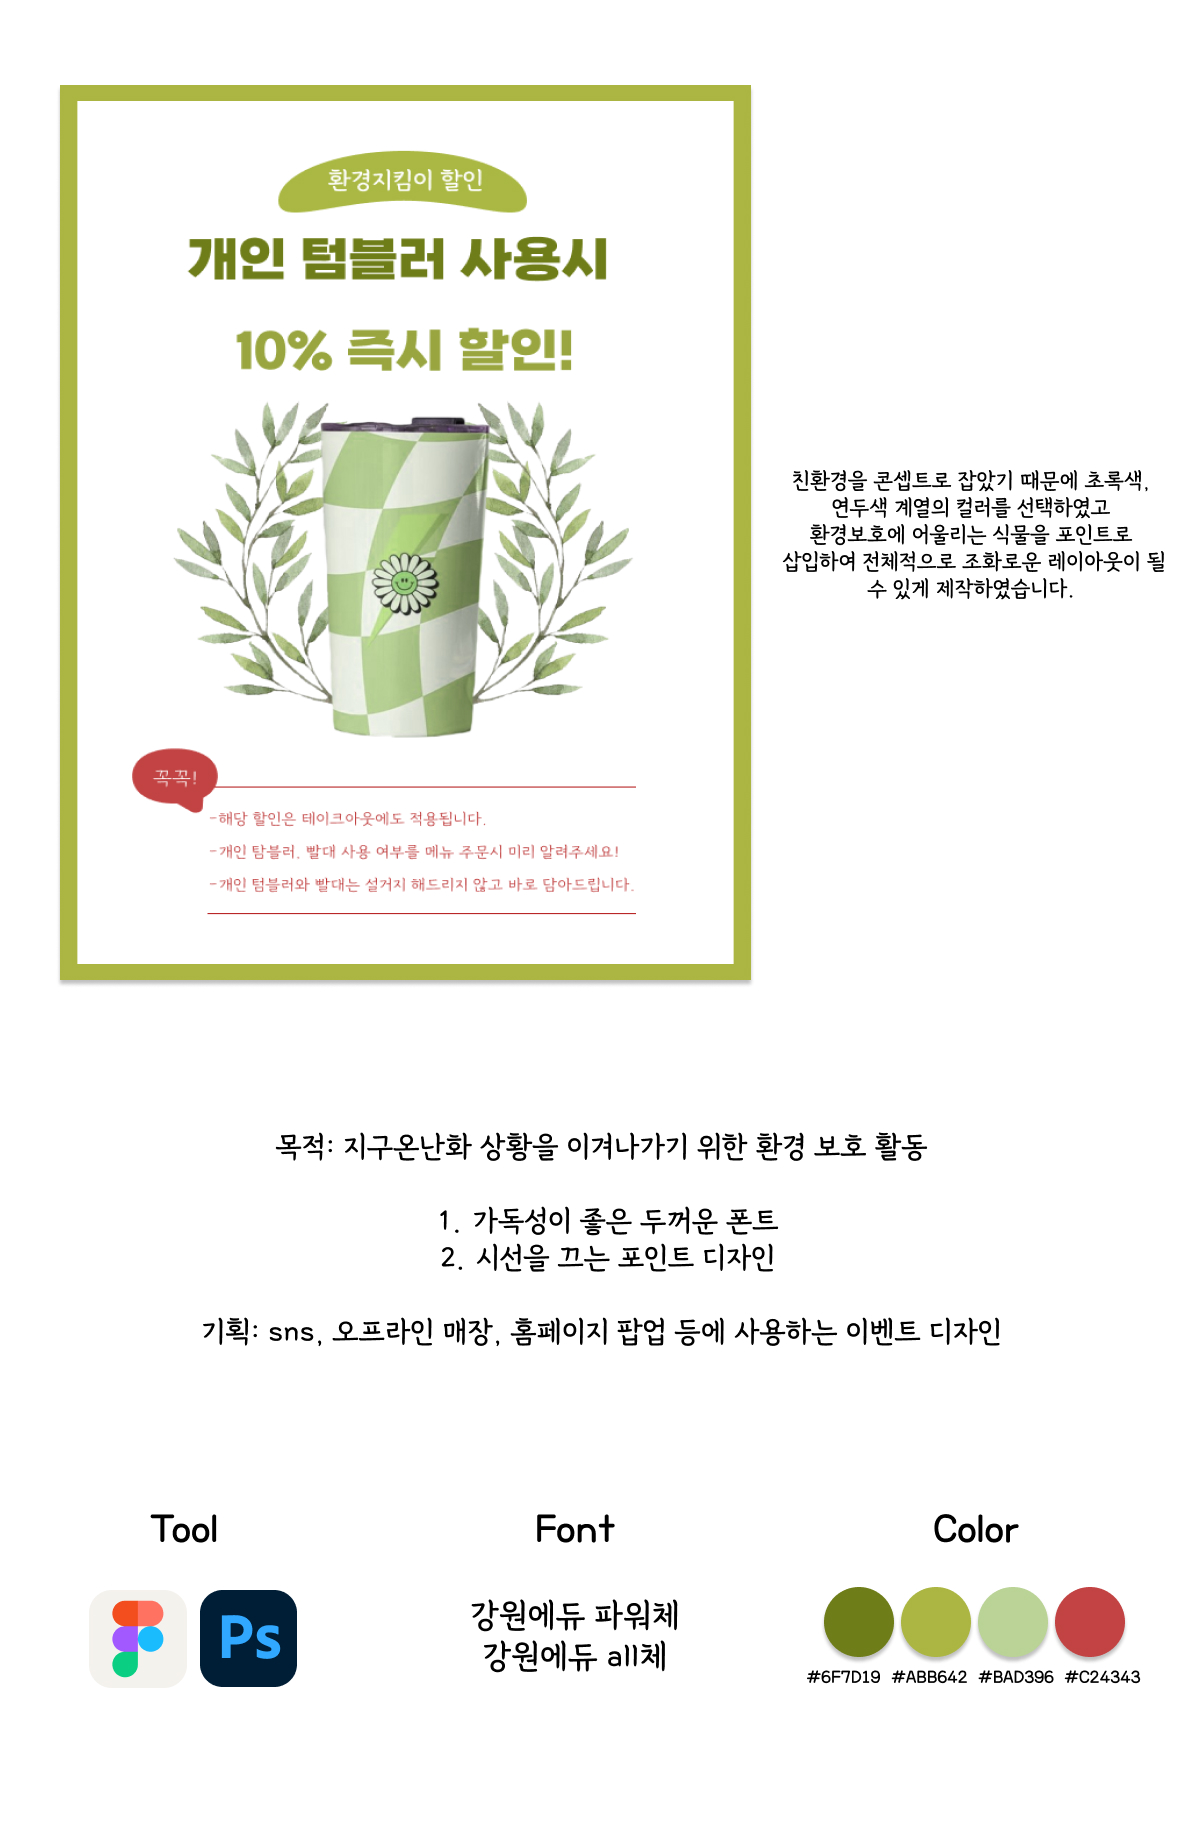 환경지킴이 할인
개인 텀블러 사용시
10% 즉시 할인!
친환경을 콘셉트로 잡았기 때문에 초록색,
연두색 계열의 컬러를 선택하였고
환경보호에 어울리는 식물을 포인트로
삽입하여 전체적으로 조화로운 레이아웃이 될
수 있게 제작하였습니다.
꼭꼭!
-해당 할인은 테이크아웃에도 적용됩니다.
-개인 탐블러, 빨대 사용 여부를 메뉴 주문시 미리 알려주세요!
-개인 텀블러와 빨대는 설거지 해드리지 않고 바로 담아드립니다.
목적: 지구온난화 상황을 이겨나가기 위한 환경 보호 활동
1. 가독성이 좋은 두꺼운 폰트
2. 시선을 끄는 포인트 디자인
기획: sns, 오프라인 매장, 홈페이지 팝업 등에 사용하는 이벤트 디자인
Tool
Font
Color
Ps
강원에듀 파워체
강원에듀 all체
#6F7D19 #ABB642 #BAD396 #C24343